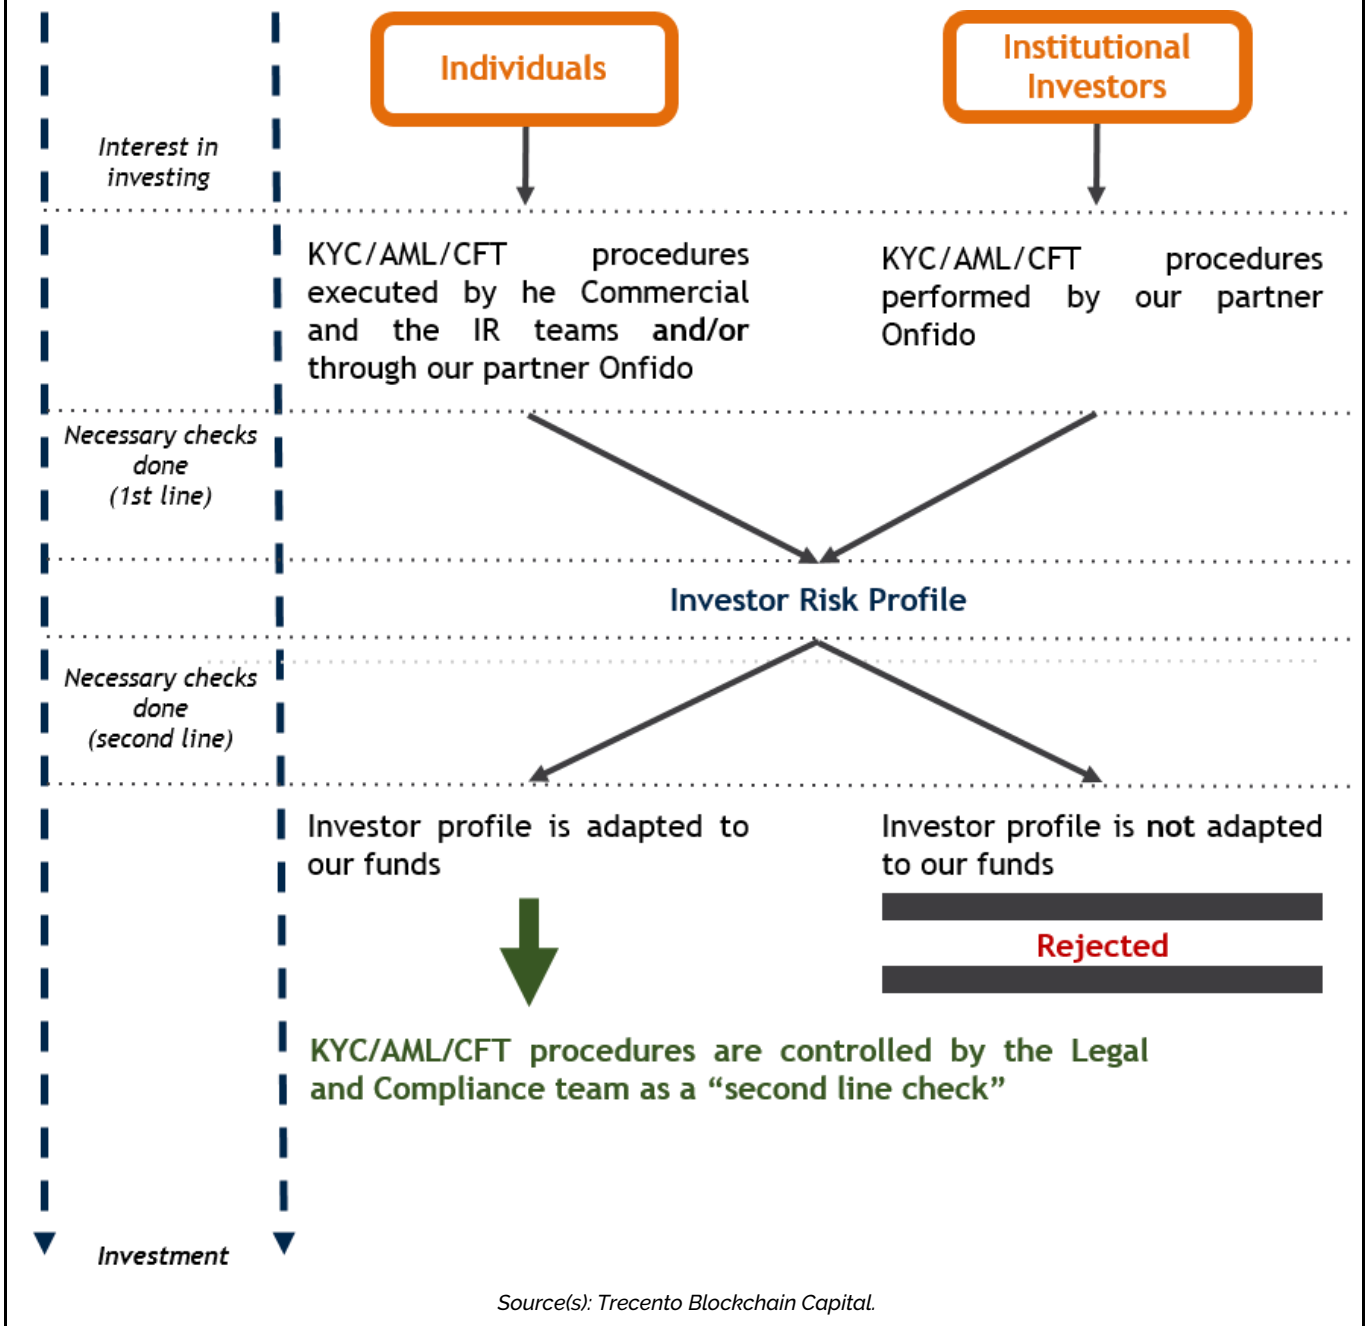 Individuals
Institutional
Investors
Interest in
investing
KYC/AML/CFT procedures
executed by he Commercial
and the IR teams and/or
through our partner Onfido
KYC/AML/CFT procedures
performed by our partner
Onfido
Necessary checks
done
(1st line)
Investor Risk Profile
Necessary checks
done
(second line)
Investor profile is adapted to
our funds
Investor profile is not adapted
to our funds
Rejected
KYC/AML/CFT procedures are controlled by the Legal
and Compliance team as a “second line check”
Investment
Source(s): Trecento Blockchain Capital.